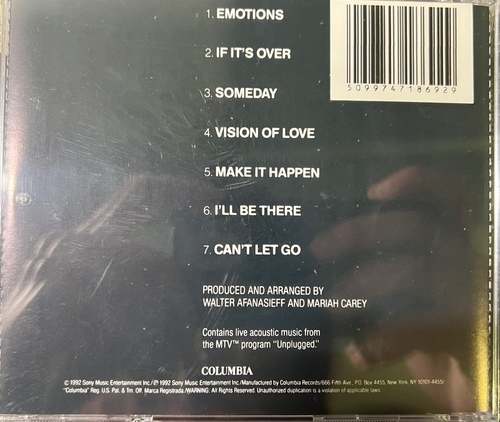 1. EMOTIONS
2. IF IT'S OVER
3. SOMEDAY
4. VISION OF LOVE
5. MAKE IT HAPPEN
6. I'LL BE THERE
7. CAN'T LET GO
5099747186929
PRODUCED AND ARRANGED BY
WALTER AFANASIEFF AND MARIAH CAREY
Contains live acoustic music from
the MTV™ program "Unplugged."
COLUMBIA
© 1992 Sony Music Entertainment Inc./℗ 1992 Sony Music Entertainment Inc./Manufactured by Columbia Records/666 Fifth Ave., P.O. Box 4455, New York, NY 10101-4455/
"Columbia" Reg. U.S. Pat. & Tm. Off. Marca Registrada./WARNING: All Rights Reserved. Unauthorized duplication is a violation of applicable laws.